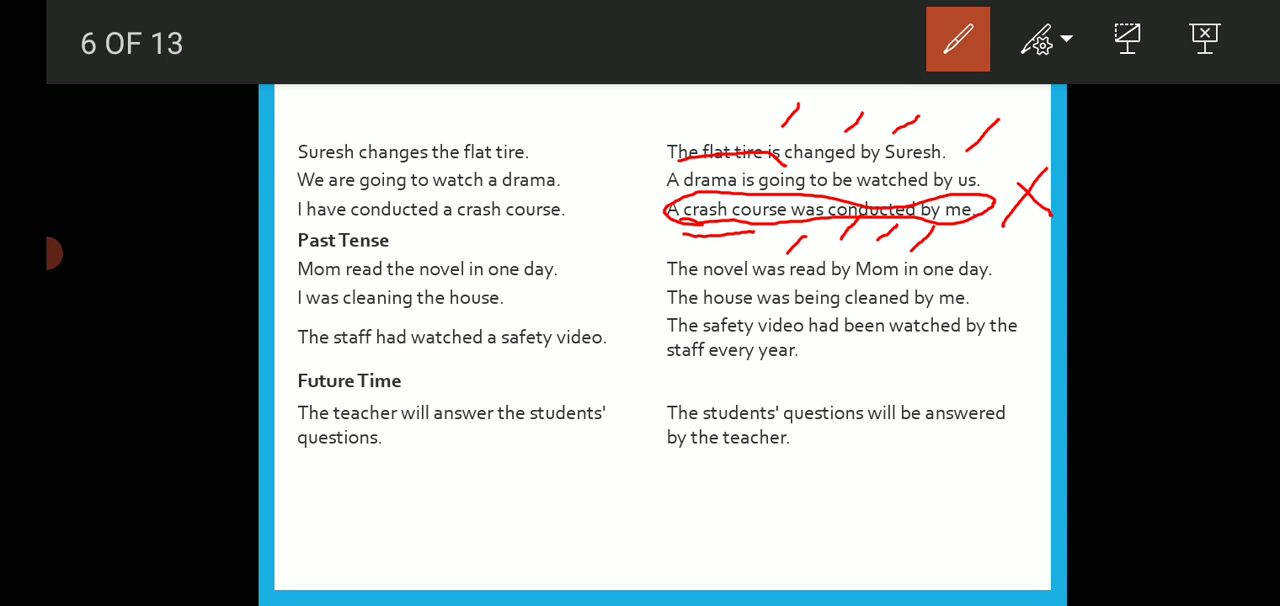 6 OF 13
Suresh changes the flat tire. The flat tire is changed by Suresh.
We are going to watch a drama. A drama is going to be watched by us.
I have conducted a crash course. A crash course was conducted by me.
Past Tense
Mom read the novel in one day. The novel was read by Mom in one day.
I was cleaning the house. The house was being cleaned by me.
The staff had watched a safety video. The safety video had been watched by the
staff every year.
Future Time
The teacher will answer the students' The students' questions will be answered
questions. by the teacher.